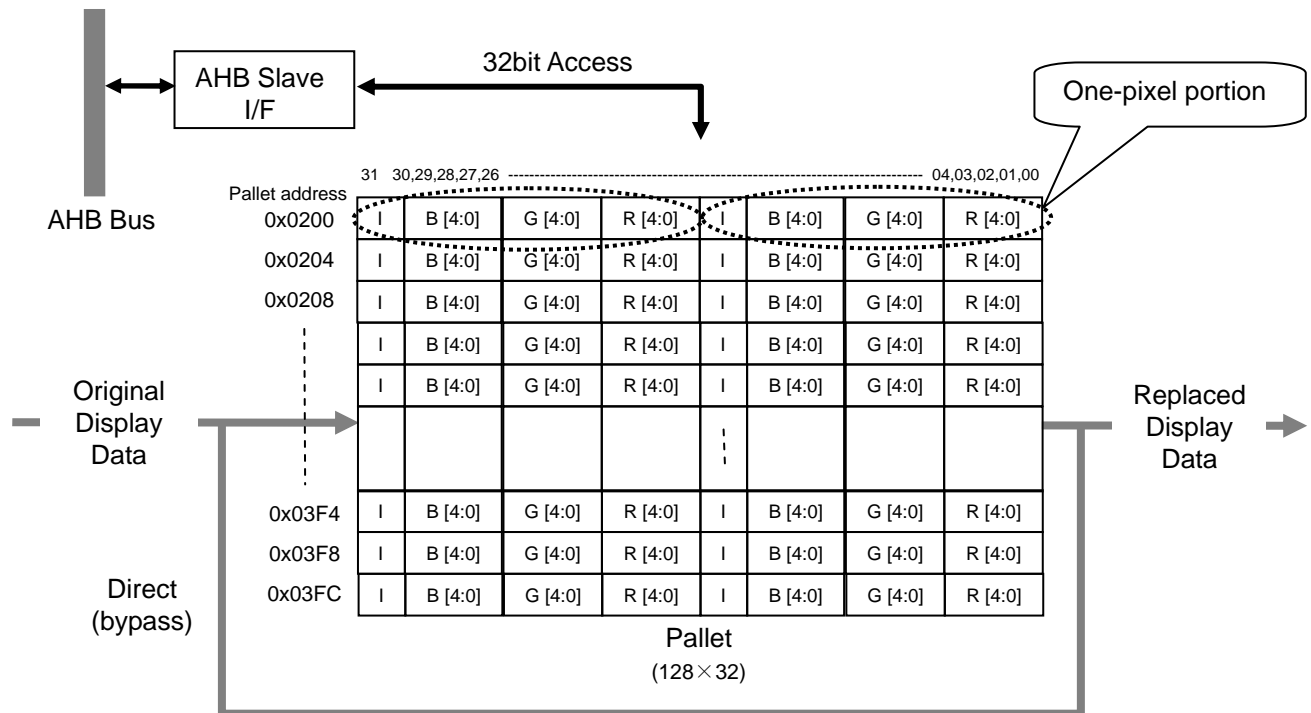 32bit Access
AHB Slave
I/F
One-pixel portion
AHB Bus
31 30,29,28,27,26 04,03,02,01,00
Pallet address
0x0200 I B [4:0] G [4:0] R [4:0] I B [4:0] G [4:0] R [4:0]
0x0204 I B [4:0] G [4:0] R [4:0] I B [4:0] G [4:0] R [4:0]
0x0208 I B [4:0] G [4:0] R [4:0] I B [4:0] G [4:0] R [4:0]
I B [4:0] G [4:0] R [4:0] I B [4:0] G [4:0] R [4:0]
I B [4:0] G [4:0] R [4:0] I B [4:0] G [4:0] R [4:0]
Original
Display
Data
Replaced
Display
Data
0x03F4 I B [4:0] G [4:0] R [4:0] I B [4:0] G [4:0] R [4:0]
0x03F8 I B [4:0] G [4:0] R [4:0] I B [4:0] G [4:0] R [4:0]
0x03FC I B [4:0] G [4:0] R [4:0] I B [4:0] G [4:0] R [4:0]
Direct
(bypass)
Pallet
(128×32)